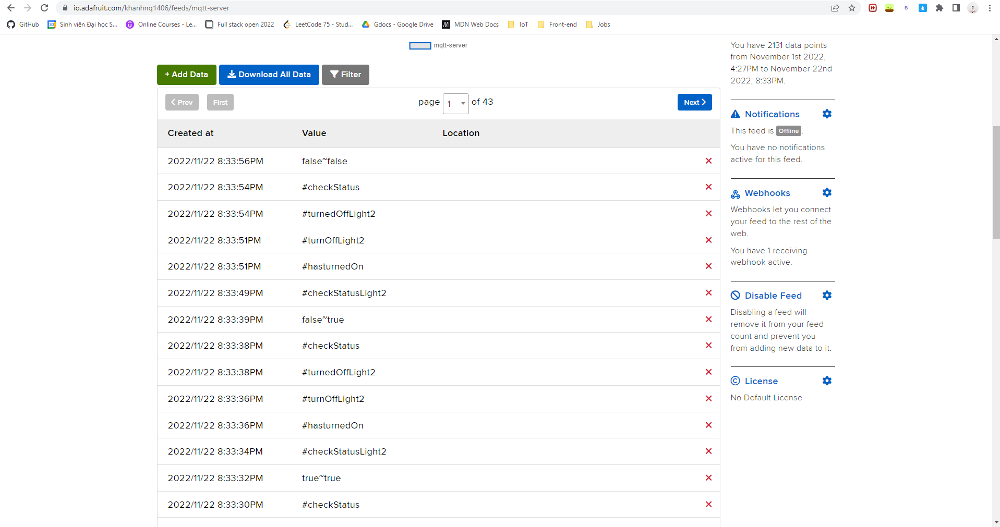 io.adafruit.com/khanhnq1406/feeds/mqtt-server
GitHub
Sinh viên Đại học S...
Online Courses - Le...
Full stack open 2022
LeetCode 75 - Stud...
Gdocs - Google Drive
MDN Web Docs
IoT
Front-end
Jobs
mqtt-server
+ Add Data
Download All Data
Filter
Prev
First
page 1 of 43
Next
Created at Value Location
2022/11/22 8:33:56PM false~false
2022/11/22 8:33:54PM #checkStatus
2022/11/22 8:33:54PM #turnedOffLight2
2022/11/22 8:33:51PM #turnOffLight2
2022/11/22 8:33:51PM #hasturnedOn
2022/11/22 8:33:49PM #checkStatusLight2
2022/11/22 8:33:39PM false~true
2022/11/22 8:33:38PM #checkStatus
2022/11/22 8:33:38PM #turnedOffLight2
2022/11/22 8:33:36PM #turnOffLight2
2022/11/22 8:33:36PM #hasturnedOn
2022/11/22 8:33:34PM #checkStatusLight2
2022/11/22 8:33:32PM true~true
2022/11/22 8:33:30PM #checkStatus
You have 2131 data points
from November 1st 2022,
4:27PM to November 22nd
2022, 8:33PM.
Notifications
This feed is Offline.
You have no notifications
active for this feed.
Webhooks
Webhooks let you connect
your feed to the rest of the
web.
You have 1 receiving
webhook active.
Disable Feed
Disabling a feed will
remove it from your feed
count and prevent you
from adding new data to it.
License
No Default License